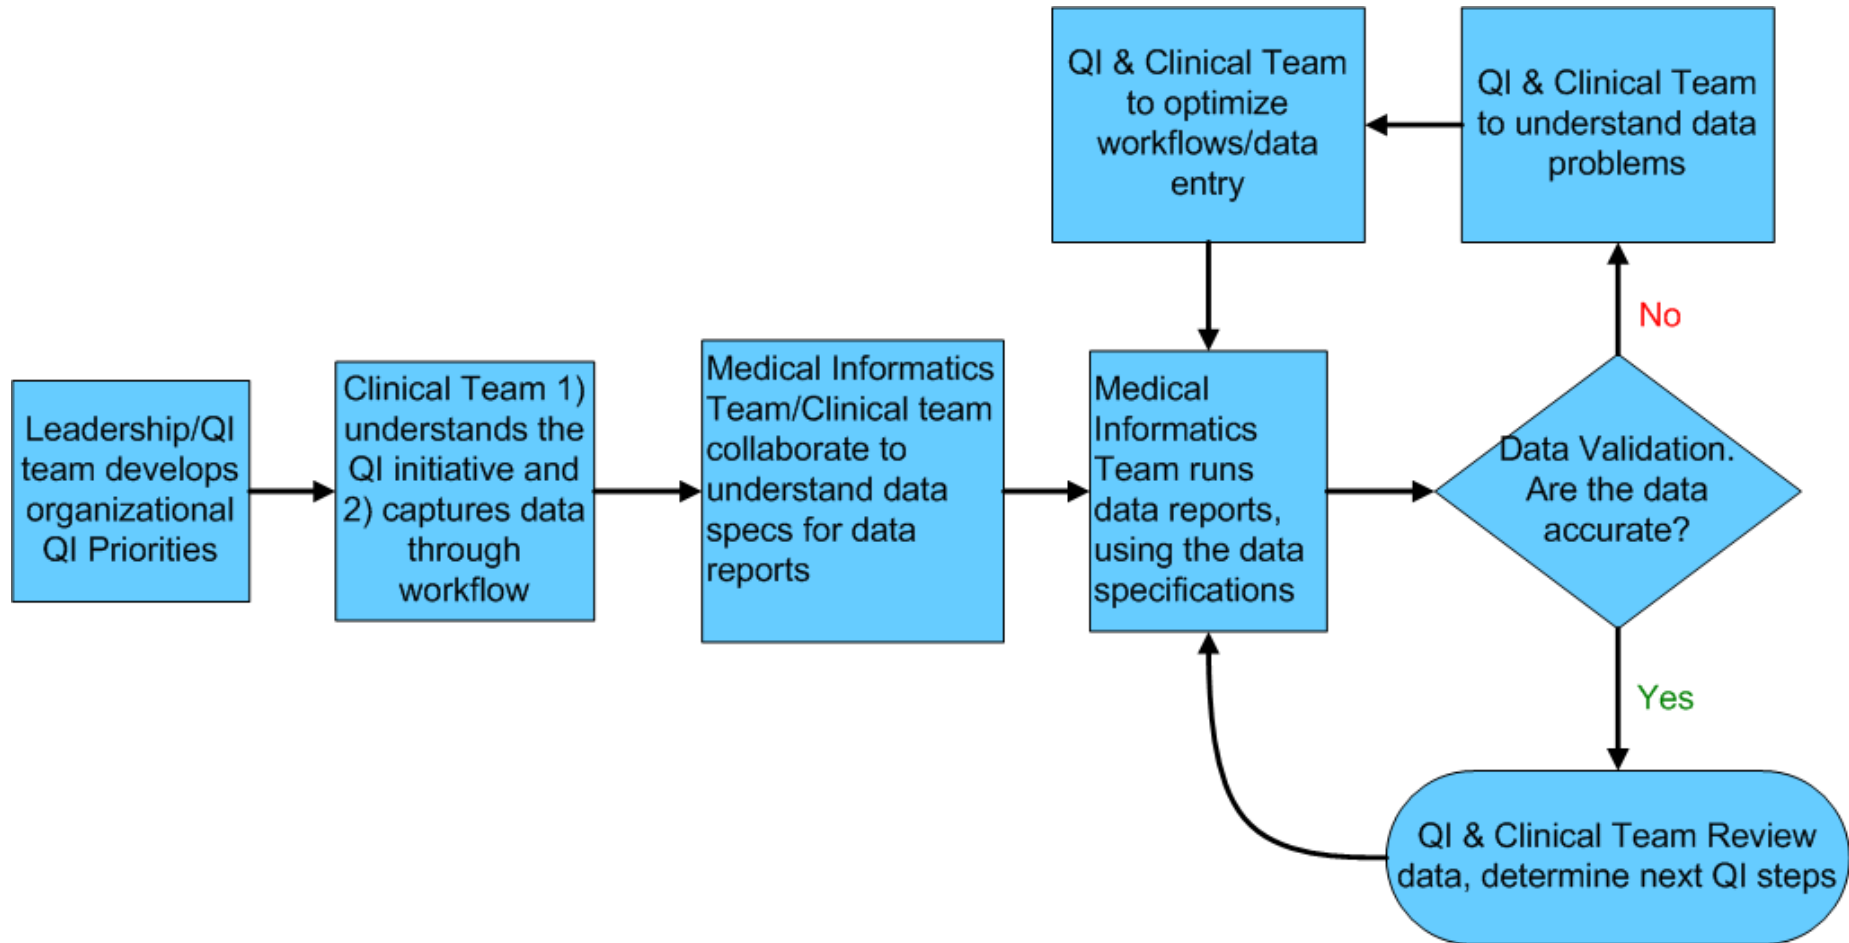 Leadership/QI
team develops
organizational
QI Priorities
Clinical Team 1)
understands the
QI initiative and
2) captures data
through
workflow
Medical Informatics
Team/Clinical team
collaborate to
understand data
specs for data
reports
Medical
Informatics
Team runs
data reports,
using the data
specifications
Data Validation.
Are the data
accurate?
No
QI & Clinical Team
to understand data
problems
QI & Clinical Team
to optimize
workflows/data
entry
Yes
QI & Clinical Team Review
data, determine next QI steps